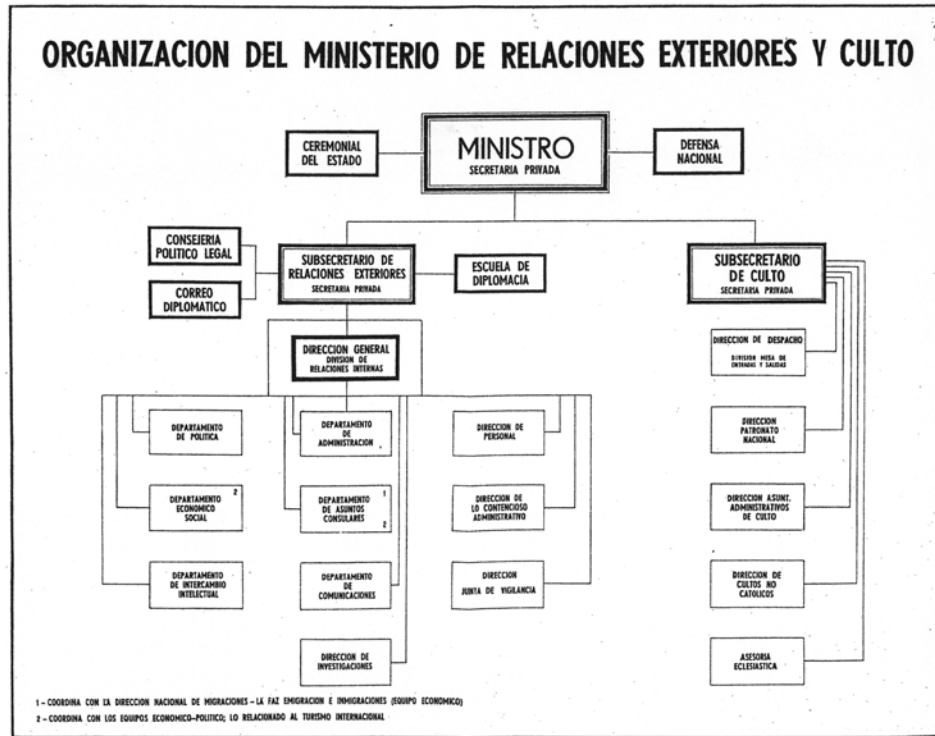 ORGANIZACION DEL MINISTERIO DE RELACIONES EXTERIORES Y CULTO
CEREMONIAL
DEL ESTADO
MINISTRO
SECRETARIA PRIVADA
DEFENSA
NACIONAL
CONSEJERIA
POLITICO LEGAL
CORREO
DIPLOMATICO
SUBSECRETARIO DE
RELACIONES EXTERIORES
SECRETARIA PRIVADA
ESCUELA DE
DIPLOMACIA
SUBSECRETARIO
DE CULTO
SECRETARIA PRIVADA
DIRECCION GENERAL
DIVISION DE
RELACIONES INTERNAS
DIRECCION DE DESPACHO
DIVISION MESA DE
ENTRADAS Y SALIDAS
DEPARTAMENTO
DE POLITICA
DEPARTAMENTO
DE
ADMINISTRACION
DIRECCION DE
PERSONAL
DIRECCION
PATRONATO
NACIONAL
DEPARTAMENTO 2
ECONOMICO
SOCIAL
DEPARTAMENTO 1
DE ASUNTOS
CONSULARES 2
DIRECCION DE
LO CONTENCIOSO
ADMINISTRATIVO
DIRECCION ASUNT.
ADMINISTRATIVOS
DE CULTO
DEPARTAMENTO
DE INTERCAMBIO
INTELECTUAL
DEPARTAMENTO
DE
COMUNICACIONES
DIRECCION
JUNTA DE VIGILANCIA
DIRECCION DE
CULTOS NO
CATOLICOS
DIRECCION DE
INVESTIGACIONES
ASESORIA
ECLESIASTICA
1 - COORDINA CON LA DIRECCION NACIONAL DE MIGRACIONES - LA FAZ EMIGRACION E INMIGRACIONES (EQUIPO ECONOMICO)
2 - COORDINA CON LOS EQUIPOS ECONOMICO-POLITICO; LO RELACIONADO AL TURISMO INTERNACIONAL